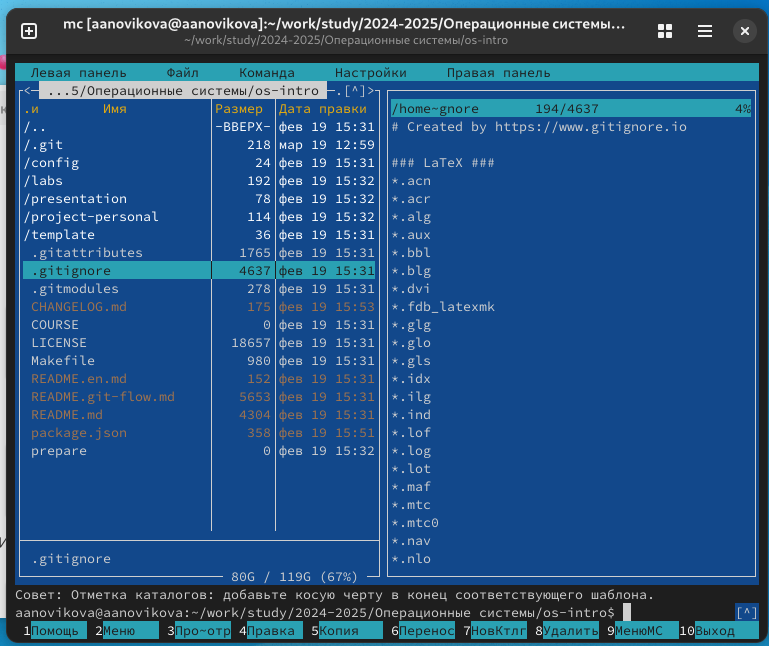 mc [aanovikova@aanovikova]:~/work/study/2024-2025/Операционные системы/...
~/work/study/2024-2025/Операционные системы/os-intro
Левая панель Файл Команда Настройки Правая панель
<─ ...5/Операционные системы/os-intro ─.[^]>
.и Имя Размер Дата правки
/.. -ВВЕРХ- фев 19 15:31
/.git 218 мар 19 12:59
/config 24 фев 19 15:31
/labs 192 фев 19 15:32
/presentation 78 фев 19 15:32
/project-personal 114 фев 19 15:32
/template 36 фев 19 15:31
.gitattributes 1765 фев 19 15:31
.gitignore 4637 фев 19 15:31
.gitmodules 278 фев 19 15:31
CHANGELOG.md 175 фев 19 15:53
COURSE 0 фев 19 15:31
LICENSE 18657 фев 19 15:31
Makefile 980 фев 19 15:31
README.en.md 152 фев 19 15:31
README.git-flow.md 5653 фев 19 15:31
README.md 4304 фев 19 15:31
package.json 358 фев 19 15:51
prepare 0 фев 19 15:32
.gitignore
80G / 119G (67%)
/home~gnore 194/4637 4%
# Created by https://www.gitignore.io
### LaTeX ###
*.acn
*.acr
*.alg
*.aux
*.bbl
*.blg
*.dvi
*.fdb_latexmk
*.glg
*.glo
*.gls
*.idx
*.ilg
*.ind
*.lof
*.log
*.lot
*.maf
*.mtc
*.mtc0
*.nav
*.nlo
Совет: Отметка каталогов: добавьте косую черту в конец соответствующего шаблона.
aanovikova@aanovikova:~/work/study/2024-2025/Операционные системы/os-intro$ [^]
1Помощь 2Меню 3Про~отр 4Правка 5Копия 6Перенос 7НовКтлг 8Удалить 9МенюМС 10Выход